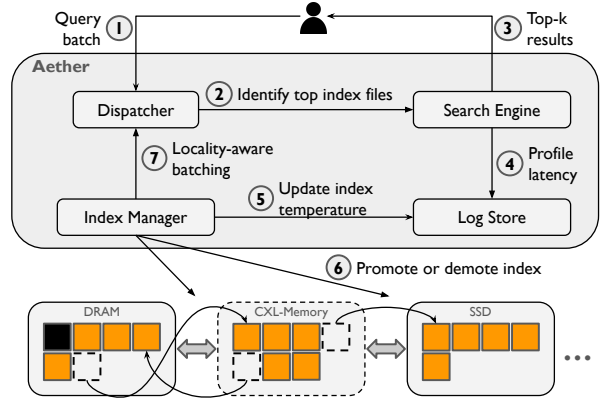 Query
batch
1
3
Top-k
results
Aether
Dispatcher
2 Identify top index files
Search Engine
7 Locality-aware
batching
4 Profile
latency
5 Update index
temperature
Index Manager
Log Store
6 Promote or demote index
DRAM
CXL-Memory
SSD
...